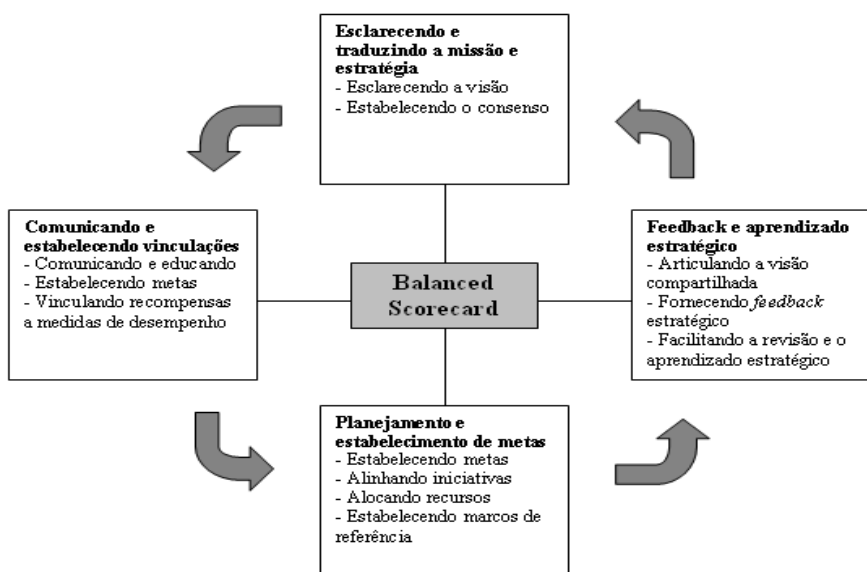 Esclarecendo e
traduzindo a missão e
estratégia
- Esclarecendo a visão
- Estabelecendo o consenso
Comunicando e
estabelecendo vinculações
- Comunicando e educando
- Estabelecendo metas
- Vinculando recompensas
a medidas de desempenho
Balanced
Scorecard
Feedback e aprendizado
estratégico
- Articulando a visão
compartilhada
- Fornecendo feedback
estratégico
- Facilitando a revisão e o
aprendizado estratégico
Planejamento e
estabelecimento de metas
- Estabelecendo metas
- Alinhando iniciativas
- Alocando recursos
- Estabelecendo marcos de
referência